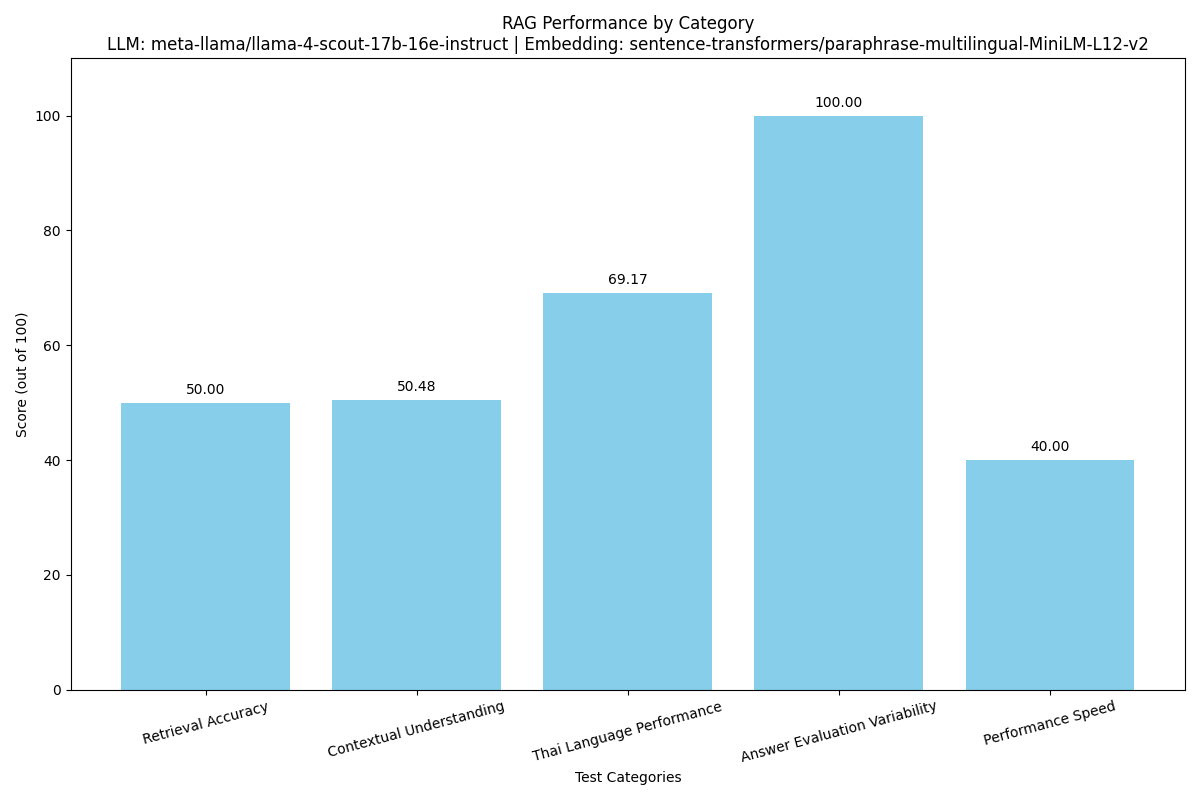 RAG Performance by Category
LLM: meta-llama/llama-4-scout-17b-16e-instruct | Embedding: sentence-transformers/paraphrase-multilingual-MiniLM-L12-v2
Score (out of 100)
100
80
60
40
20
0
50.00
50.48
69.17
100.00
40.00
Retrieval Accuracy
Contextual Understanding
Thai Language Performance
Answer Evaluation Variability
Performance Speed
Test Categories